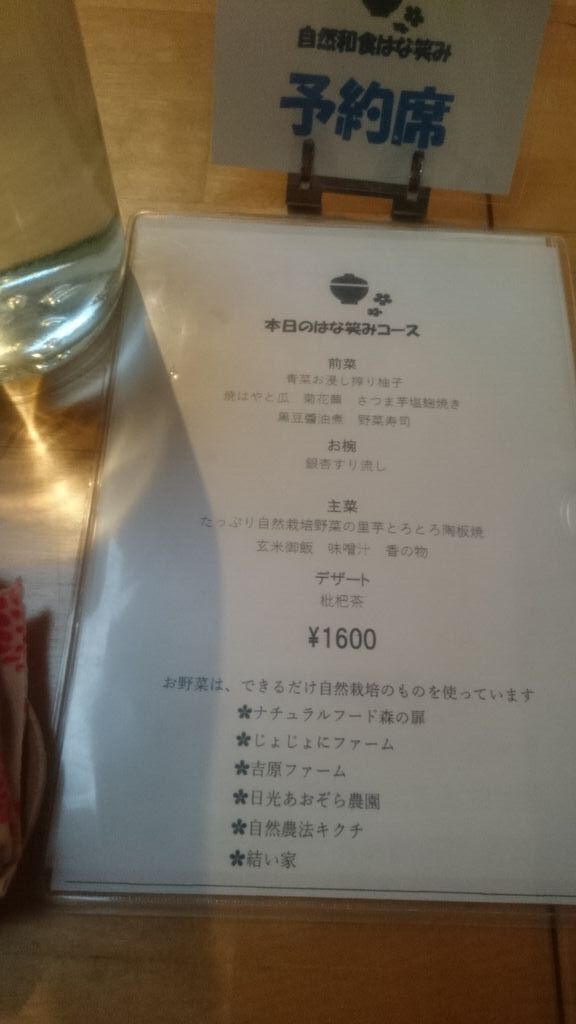 自然和食はな笑み
予約席
本日のはな笑みコース
前菜
青菜お浸し搾り柚子
焼はやと瓜　菊花羹　さつま芋塩麹焼き
黒豆醬油煮　野菜寿司
お椀
銀杏すり流し
主菜
たっぷり自然栽培野菜の里芋とろとろ陶板焼
玄米御飯　味噌汁　香の物
デザート
枇杷茶
¥1600
お野菜は、できるだけ自然栽培のものを使っています
✽ナチュラルフード森の扉
✽じょじょにファーム
✽吉原ファーム
✽日光あおぞら農園
✽自然農法キクチ
✽結い家